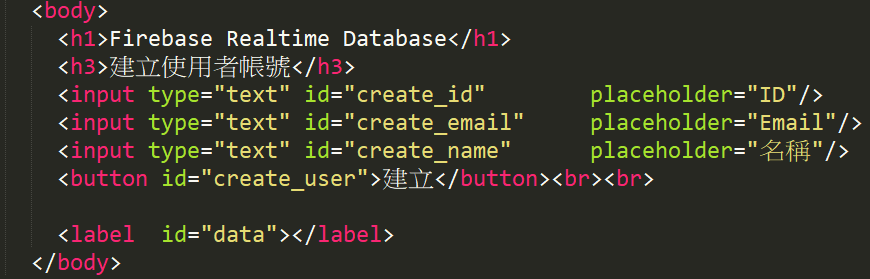 <body>
<h1>Firebase Realtime Database</h1>
<h3>建立使用者帳號</h3>
<input type="text" id="create_id"        placeholder="ID"/>
<input type="text" id="create_email"     placeholder="Email"/>
<input type="text" id="create_name"      placeholder="名稱"/>
<button id="create_user">建立</button><br><br>
<label  id="data"></label>
</body>